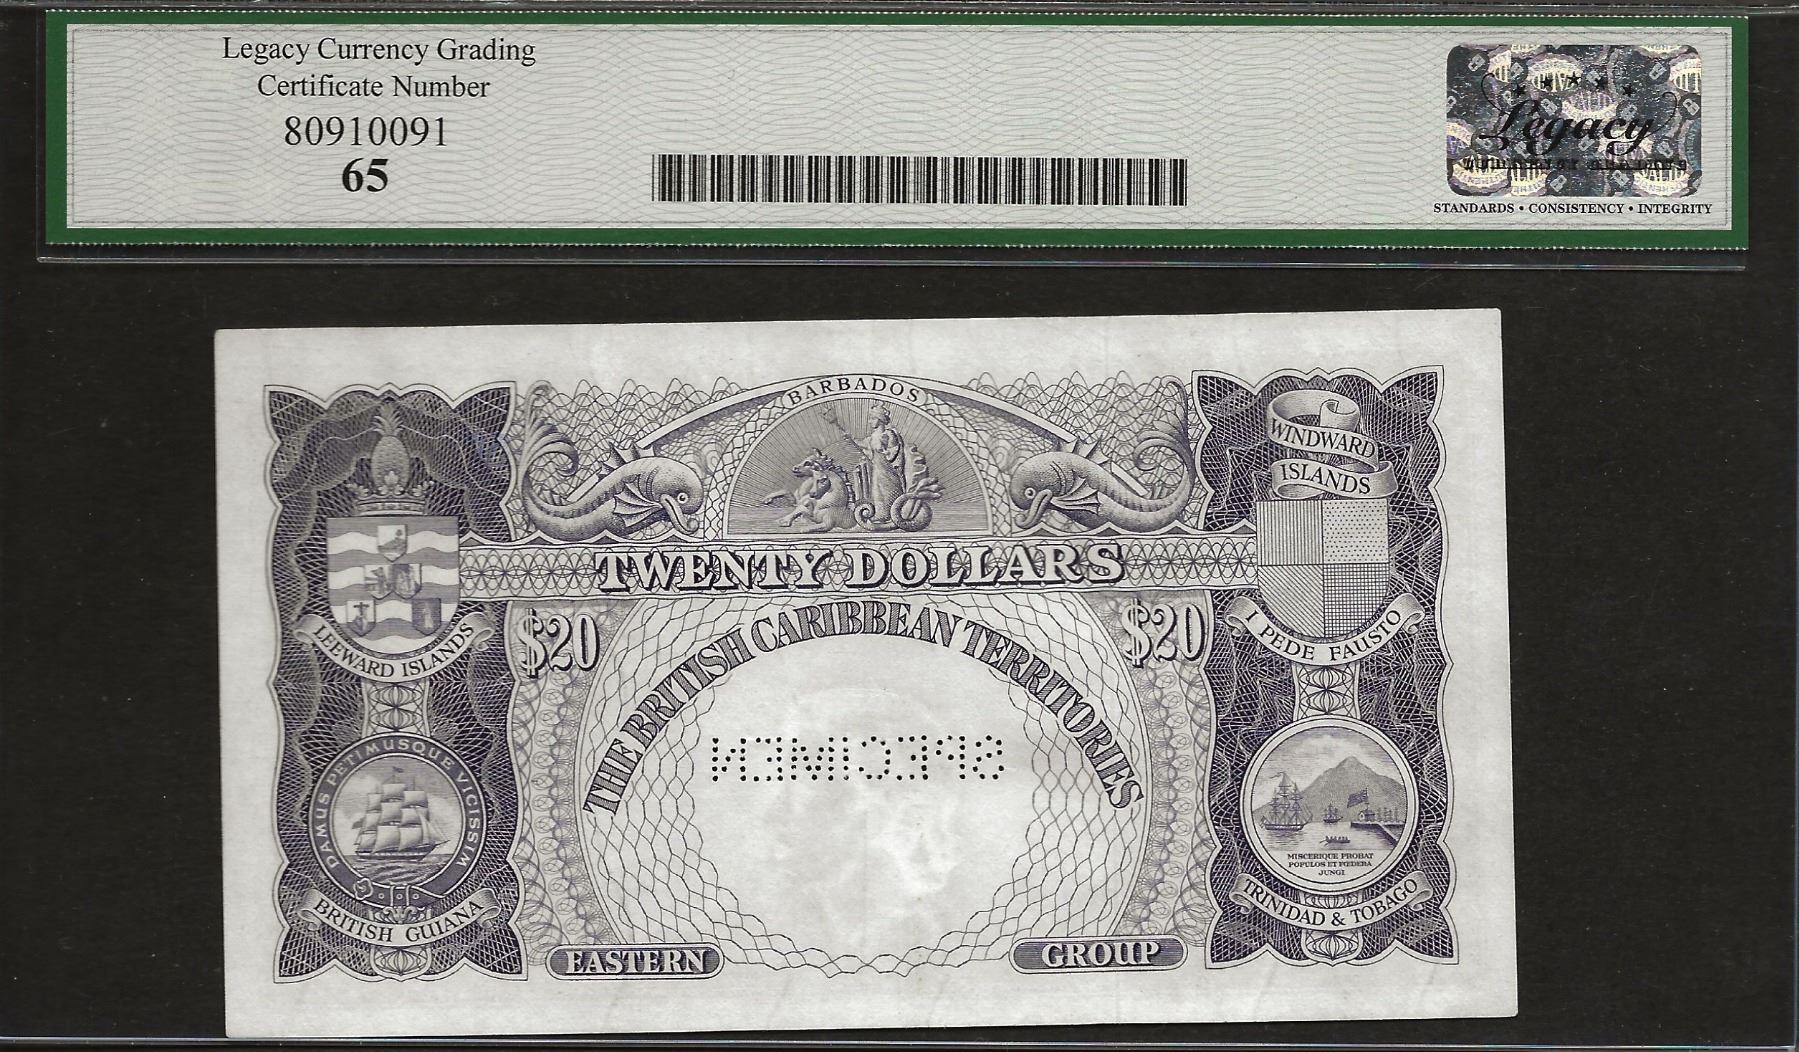 Legacy Currency Grading
Certificate Number
80910091
65
Legacy
STANDARDS • CONSISTENCY • INTEGRITY
BARBADOS
WINDWARD
ISLANDS
TWENTY DOLLARS
LEEWARD ISLANDS
$20
THE BRITISH CARIBBEAN TERRITORIES
$20
I PEDE FAUSTO
SPECIMEN
DAMUS PETIMUSQUE VICISSIM
BRITISH GUIANA
MISCERIQUE PROBAT
POPULOS ET FŒDERA
JUNGI
TRINIDAD & TOBAGO
EASTERN
GROUP